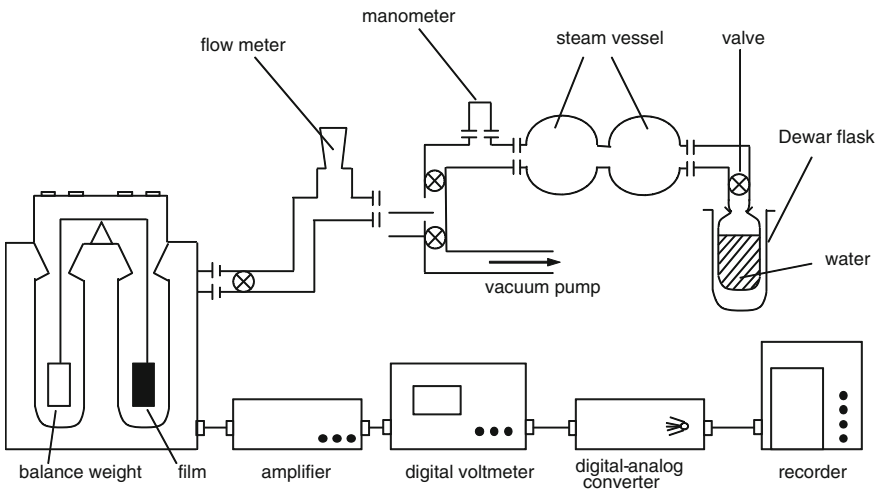 manometer
flow meter
steam vessel
valve
Dewar flask
water
vacuum pump
balance weight
film
amplifier
digital voltmeter
digital-analog
converter
recorder